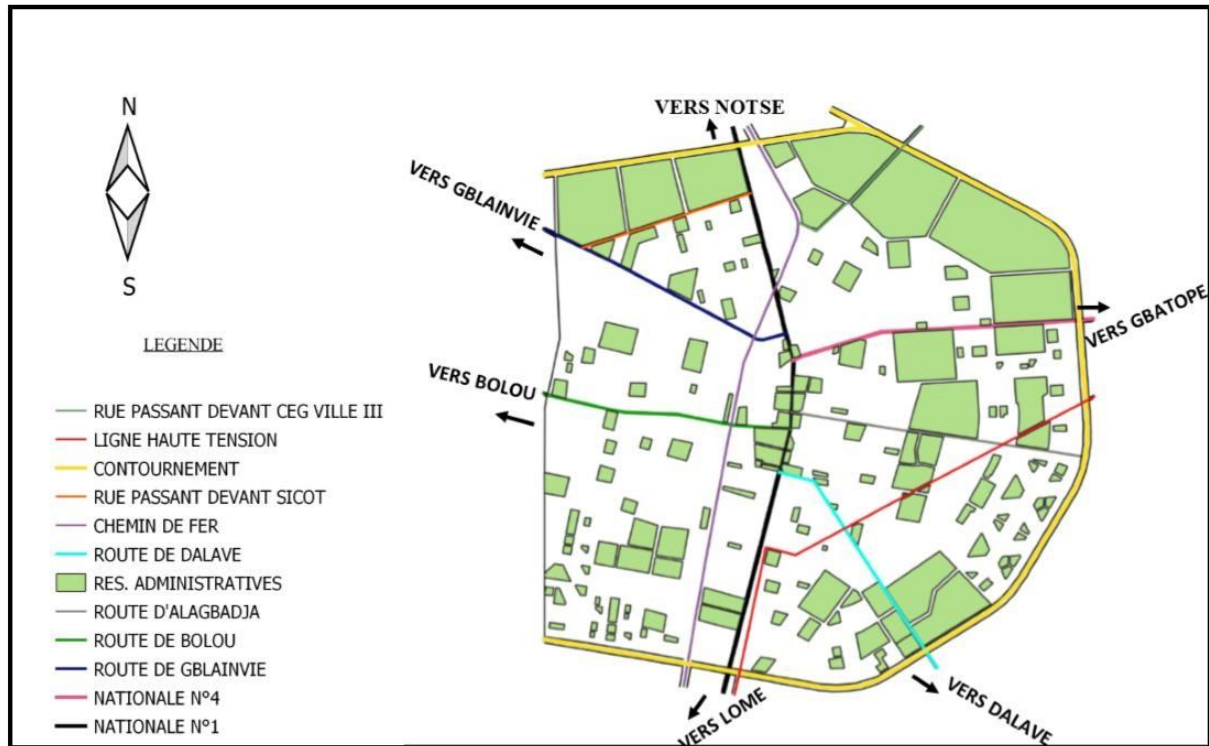 N
S
VERS NOTSE
VERS GBLAINVIE
VERS GBATOPE
VERS BOLOU
VERS LOME
VERS DALAVE
LEGENDE
RUE PASSANT DEVANT CEG VILLE III
LIGNE HAUTE TENSION
CONTOURNEMENT
RUE PASSANT DEVANT SICOT
CHEMIN DE FER
ROUTE DE DALAVE
RES. ADMINISTRATIVES
ROUTE D'ALAGBADJA
ROUTE DE BOLOU
ROUTE DE GBLAINVIE
NATIONALE N°4
NATIONALE N°1